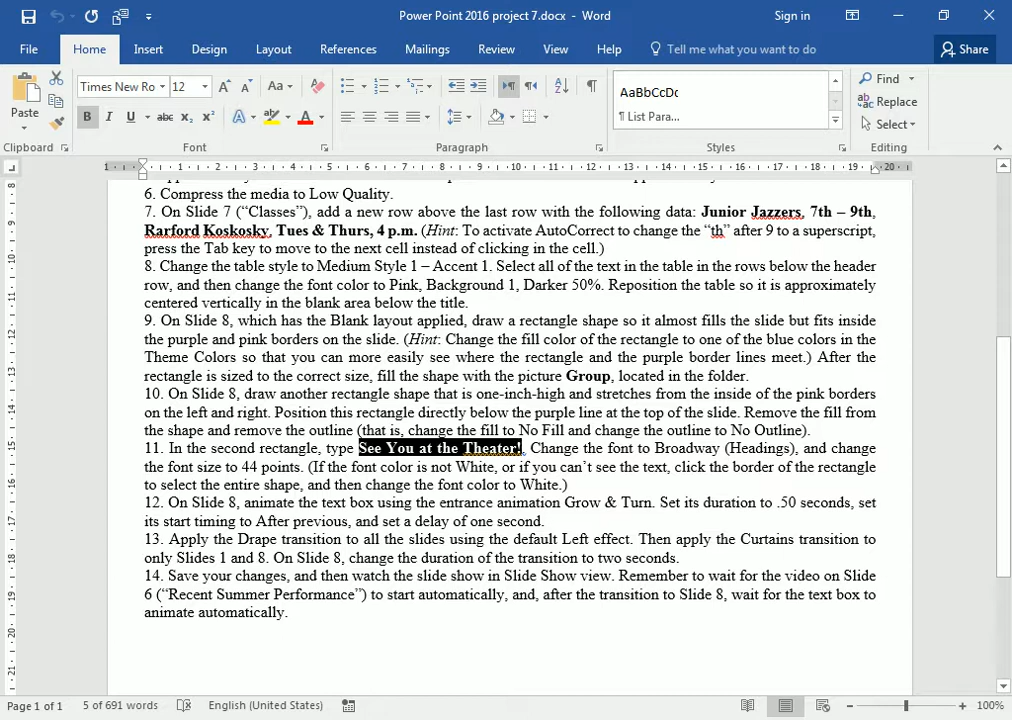 Power Point 2016 project 7.docx - Word
Sign in
File Home Insert Design Layout References Mailings Review View Help Tell me what you want to do Share
Paste
Times New Ro 12
AaBbCcDc
¶ List Para...
Find
Replace
Select
Clipboard Font Paragraph Styles Editing
6. Compress the media to Low Quality.
7. On Slide 7 (“Classes”), add a new row above the last row with the following data: Junior Jazzers, 7th – 9th,
Rarford Koskosky, Tues & Thurs, 4 p.m. (Hint: To activate AutoCorrect to change the “th” after 9 to a superscript,
press the Tab key to move to the next cell instead of clicking in the cell.)
8. Change the table style to Medium Style 1 – Accent 1. Select all of the text in the table in the rows below the header
row, and then change the font color to Pink, Background 1, Darker 50%. Reposition the table so it is approximately
centered vertically in the blank area below the title.
9. On Slide 8, which has the Blank layout applied, draw a rectangle shape so it almost fills the slide but fits inside
the purple and pink borders on the slide. (Hint: Change the fill color of the rectangle to one of the blue colors in the
Theme Colors so that you can more easily see where the rectangle and the purple border lines meet.) After the
rectangle is sized to the correct size, fill the shape with the picture Group, located in the folder.
10. On Slide 8, draw another rectangle shape that is one-inch-high and stretches from the inside of the pink borders
on the left and right. Position this rectangle directly below the purple line at the top of the slide. Remove the fill from
the shape and remove the outline (that is, change the fill to No Fill and change the outline to No Outline).
11. In the second rectangle, type See You at the Theater!. Change the font to Broadway (Headings), and change
the font size to 44 points. (If the font color is not White, or if you can’t see the text, click the border of the rectangle
to select the entire shape, and then change the font color to White.)
12. On Slide 8, animate the text box using the entrance animation Grow & Turn. Set its duration to .50 seconds, set
its start timing to After previous, and set a delay of one second.
13. Apply the Drape transition to all the slides using the default Left effect. Then apply the Curtains transition to
only Slides 1 and 8. On Slide 8, change the duration of the transition to two seconds.
14. Save your changes, and then watch the slide show in Slide Show view. Remember to wait for the video on Slide
6 (“Recent Summer Performance”) to start automatically, and, after the transition to Slide 8, wait for the text box to
animate automatically.
Page 1 of 1 5 of 691 words English (United States) 100%